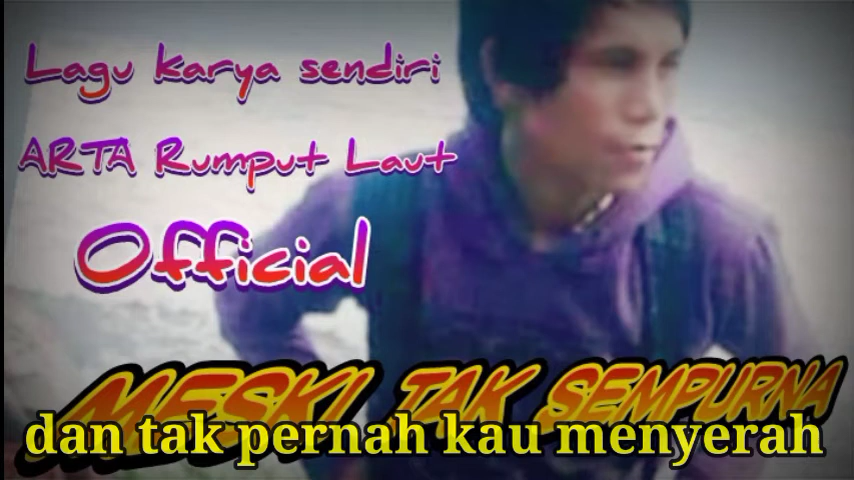 Lagu karya sendiri
ARTA Rumput Laut
Official
MESKI TAK SEMPURNA
dan tak pernah kau menyerah